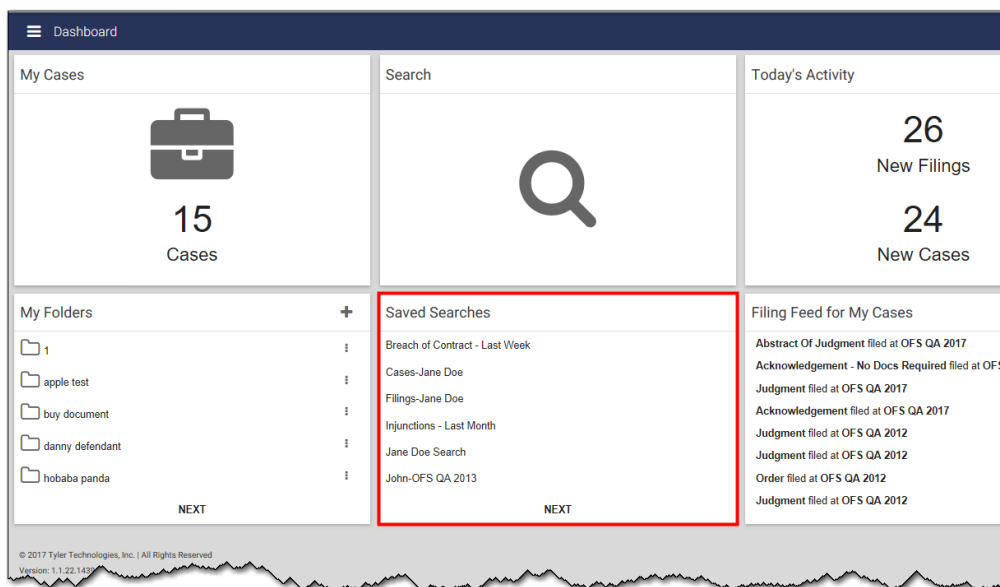 Dashboard
My Cases
15
Cases
Search
Today's Activity
26
New Filings
24
New Cases
My Folders
1
apple test
buy document
danny defendant
hobaba panda
NEXT
Saved Searches
Breach of Contract - Last Week
Cases-Jane Doe
Filings-Jane Doe
Injunctions - Last Month
Jane Doe Search
John-OFS QA 2013
NEXT
Filing Feed for My Cases
Abstract Of Judgment filed at OFS QA 2017
Acknowledgement - No Docs Required filed at OFS
Judgment filed at OFS QA 2017
Acknowledgement filed at OFS QA 2017
Judgment filed at OFS QA 2012
Judgment filed at OFS QA 2012
Order filed at OFS QA 2012
Judgment filed at OFS QA 2012
© 2017 Tyler Technologies, Inc. | All Rights Reserved
Version: 1.1.22.1439